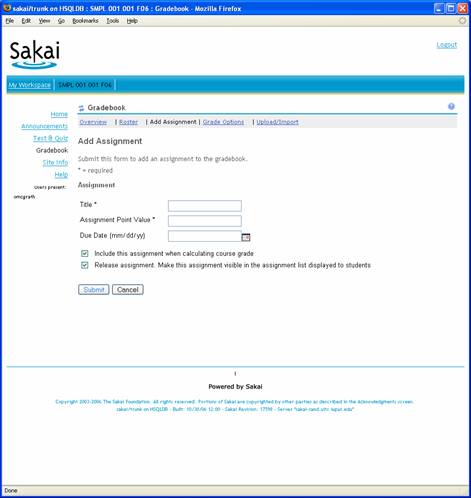 sakai/trunk on HSQLDB : SMPL 001 001 F06 : Gradebook - Mozilla Firefox
File Edit View Go Bookmarks Tools Help
Sakai
Logout
My Workspace SMPL 001 001 F06
Home
Announcements
Test & Quiz
Gradebook
Site Info
Help
Users present:
omcgrath
Gradebook
Overview | Roster | Add Assignment | Grade Options | Upload/Import
Add Assignment
Submit this form to add an assignment to the gradebook.
* = required
Assignment
Title *
Assignment Point Value *
Due Date (mm/dd/yy)
Include this assignment when calculating course grade
Release assignment. Make this assignment visible in the assignment list displayed to students
Submit Cancel
|
Powered by Sakai
Copyright 2003-2006 The Sakai Foundation. All rights reserved. Portions of Sakai are copyrighted by other parties as described in the Acknowledgments screen.
sakai/trunk on HSQLDB - Built: 10/30/06 12:00 - Sakai Revision: 17598 - Server
Done